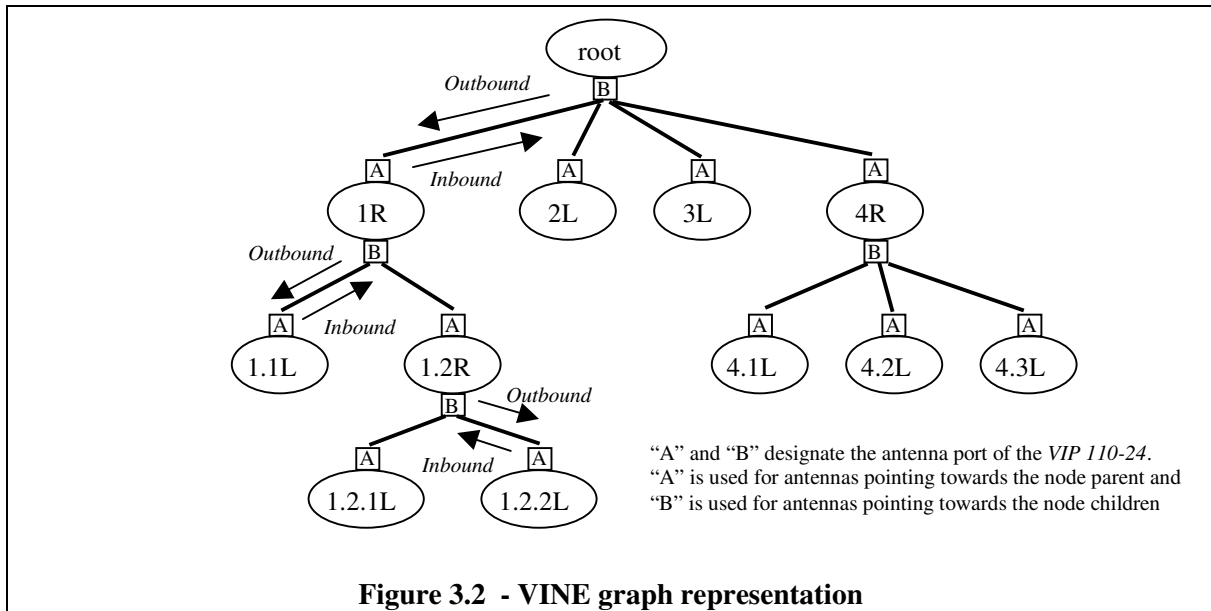 root
B
Outbound
Inbound
A
A
A
A
1R
2L
3L
4R
B
B
Outbound
Inbound
A
A
A
A
A
1.1L
1.2R
4.1L
4.2L
4.3L
B
Outbound
Inbound
A
A
1.2.1L
1.2.2L
“A” and “B” designate the antenna port of the VIP 110-24.
“A” is used for antennas pointing towards the node parent and
“B” is used for antennas pointing towards the node children
Figure 3.2 - VINE graph representation